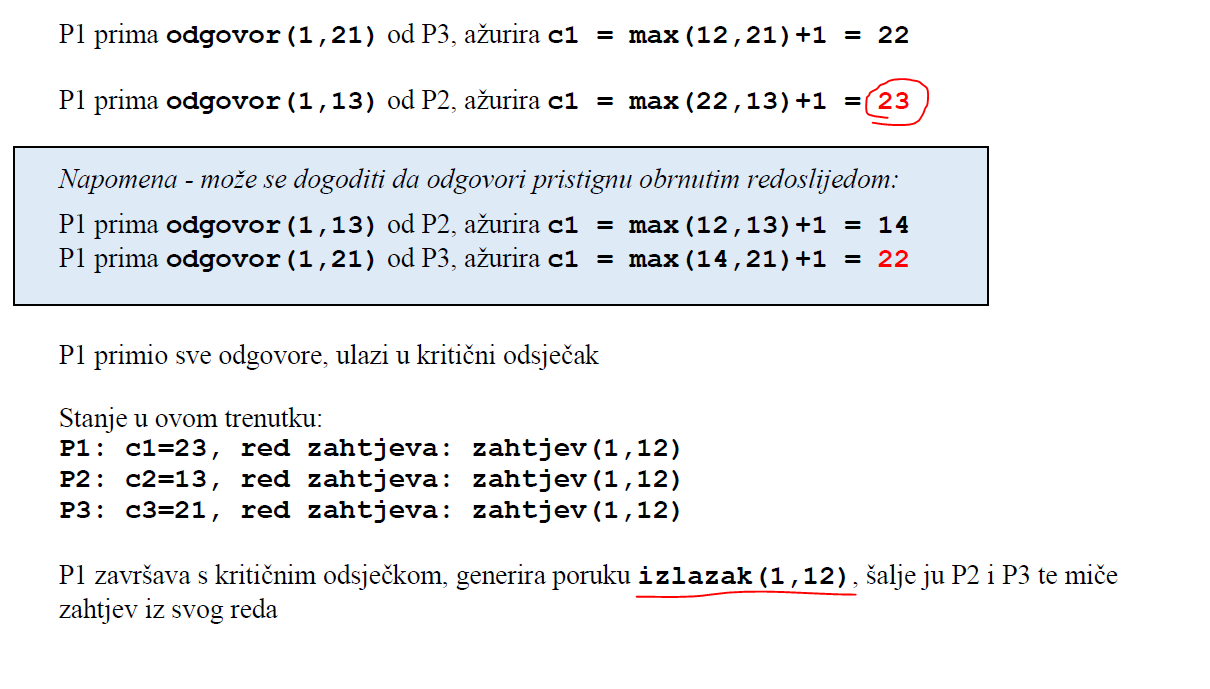 P1 prima odgovor(1,21) od P3, ažurira c1 = max(12,21)+1 = 22
P1 prima odgovor(1,13) od P2, ažurira c1 = max(22,13)+1 = 23
Napomena - može se dogoditi da odgovori pristignu obrnutim redoslijedom:
P1 prima odgovor(1,13) od P2, ažurira c1 = max(12,13)+1 = 14
P1 prima odgovor(1,21) od P3, ažurira c1 = max(14,21)+1 = 22
P1 primio sve odgovore, ulazi u kritični odsječak
Stanje u ovom trenutku:
P1: c1=23, red zahtjeva: zahtjev(1,12)
P2: c2=13, red zahtjeva: zahtjev(1,12)
P3: c3=21, red zahtjeva: zahtjev(1,12)
P1 završava s kritičnim odsječkom, generira poruku izlazak(1,12), šalje ju P2 i P3 te miče
zahtjev iz svog reda